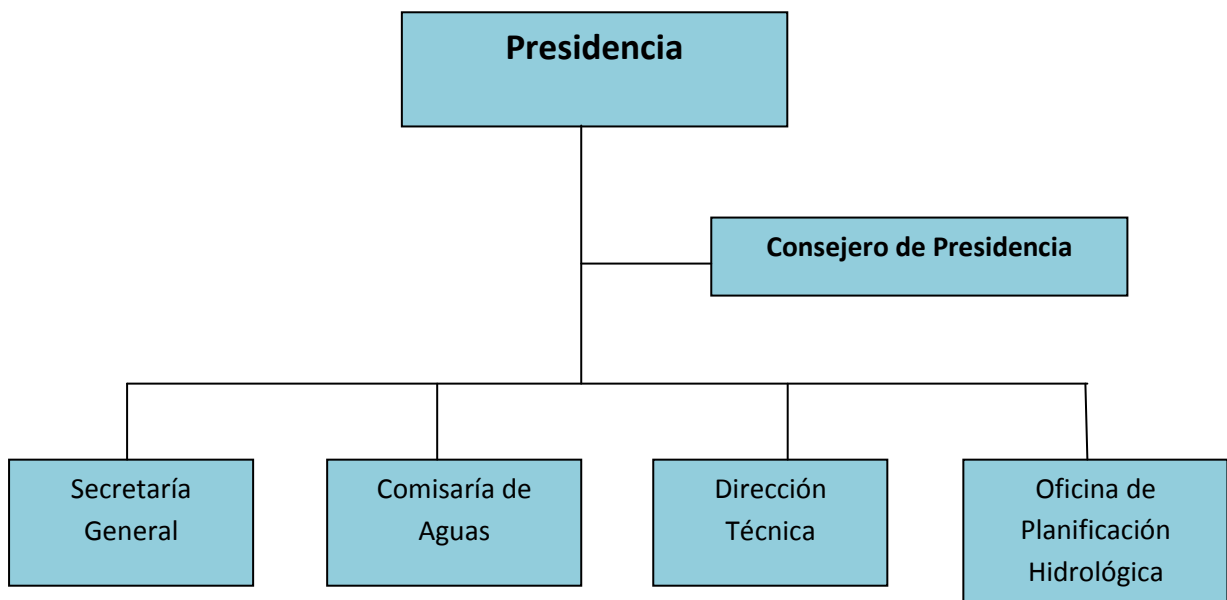 Presidencia
Consejero de Presidencia
Secretaría
General
Comisaría de
Aguas
Dirección
Técnica
Oficina de
Planificación
Hidrológica